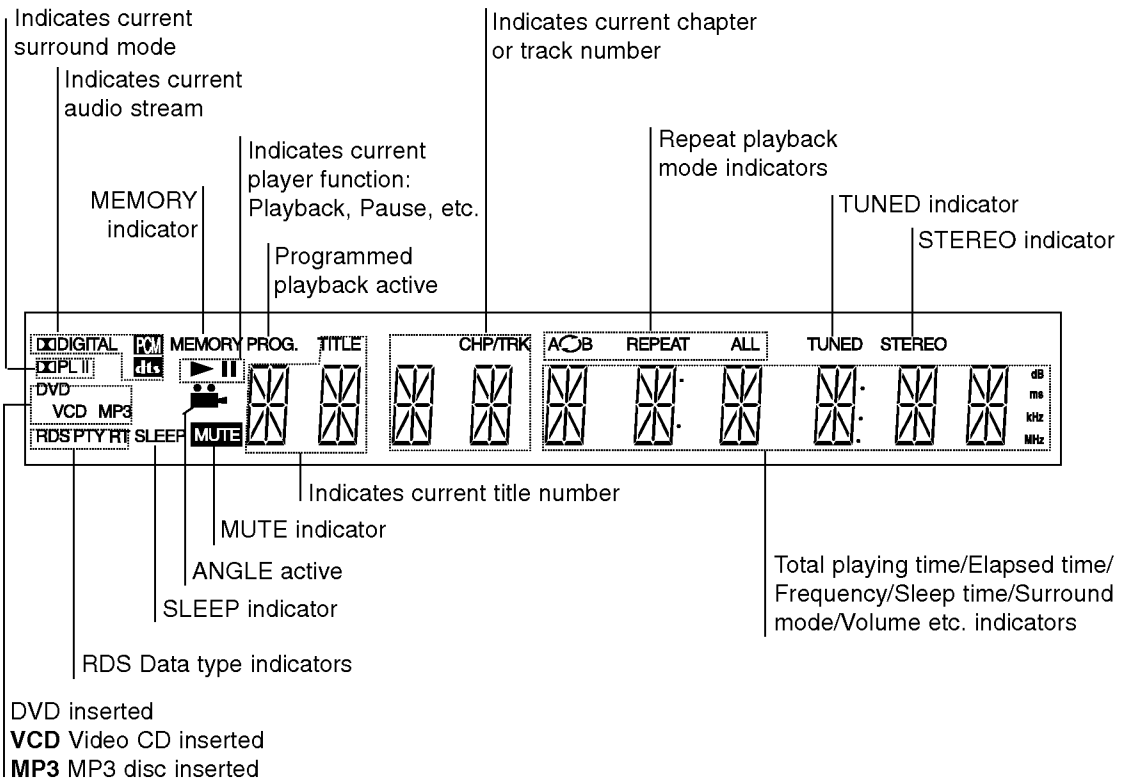 Indicates current
surround mode
Indicates current
audio stream
MEMORY
indicator
Indicates current
player function:
Playback, Pause, etc.
Programmed
playback active
Indicates current chapter
or track number
Repeat playback
mode indicators
TUNED indicator
STEREO indicator
DIGITAL PCM MEMORY PROG. TITLE CHP/TRK A B REPEAT ALL TUNED STEREO
PL II dts
DVD
VCD MP3
RDS PTY RT SLEEP MUTE
dB
ms
kHz
MHz
Indicates current title number
MUTE indicator
ANGLE active
SLEEP indicator
RDS Data type indicators
Total playing time/Elapsed time/
Frequency/Sleep time/Surround
mode/Volume etc. indicators
DVD inserted
VCD Video CD inserted
MP3 MP3 disc inserted